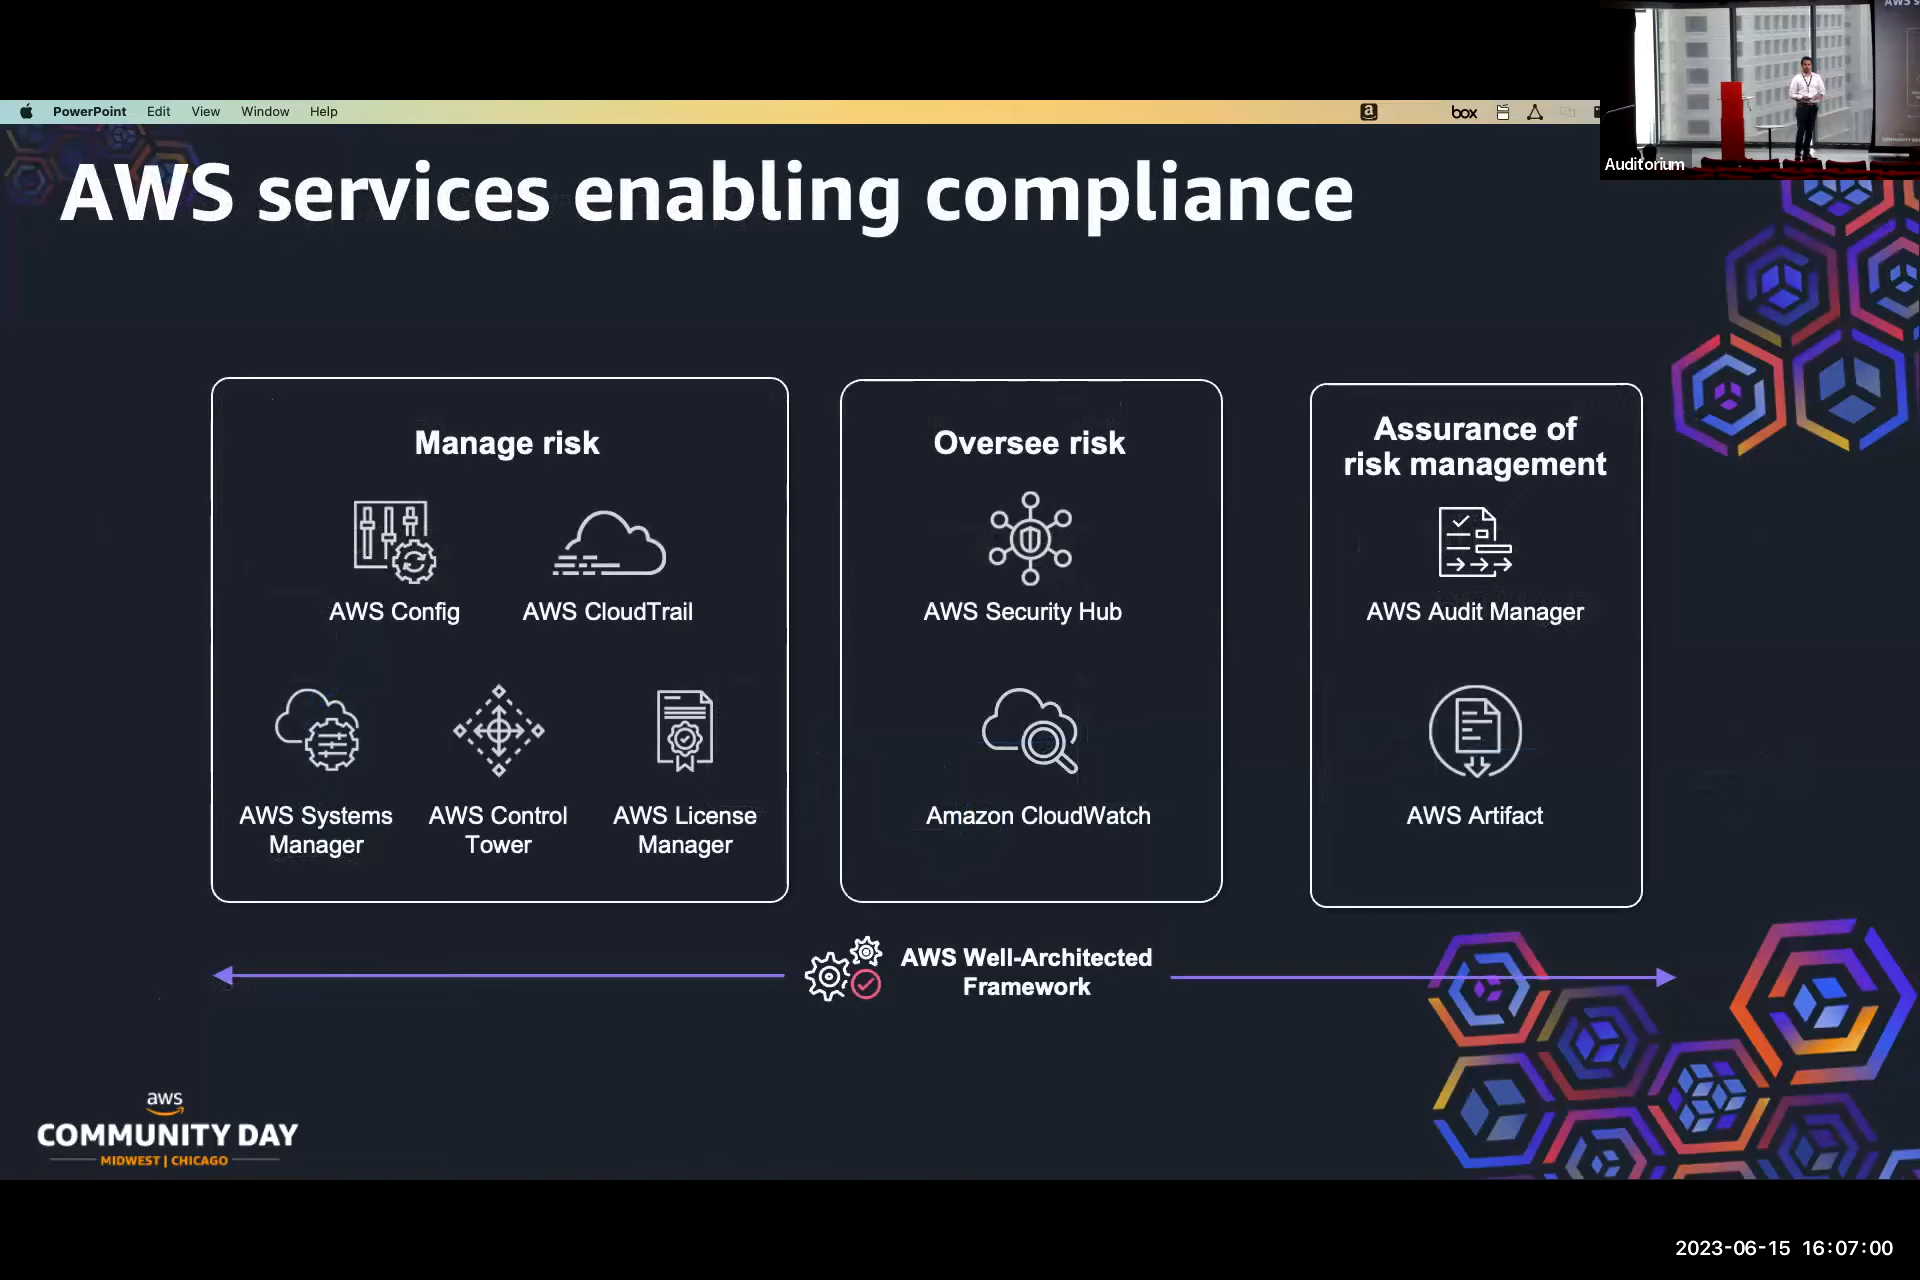 PowerPoint Edit View Window Help
box
Auditorium
AWS services enabling compliance
Manage risk
AWS Config
AWS CloudTrail
AWS Systems
Manager
AWS Control
Tower
AWS License
Manager
Oversee risk
AWS Security Hub
Amazon CloudWatch
Assurance of
risk management
AWS Audit Manager
AWS Artifact
AWS Well-Architected
Framework
aws
COMMUNITY DAY
MIDWEST | CHICAGO
2023-06-15 16:07:00